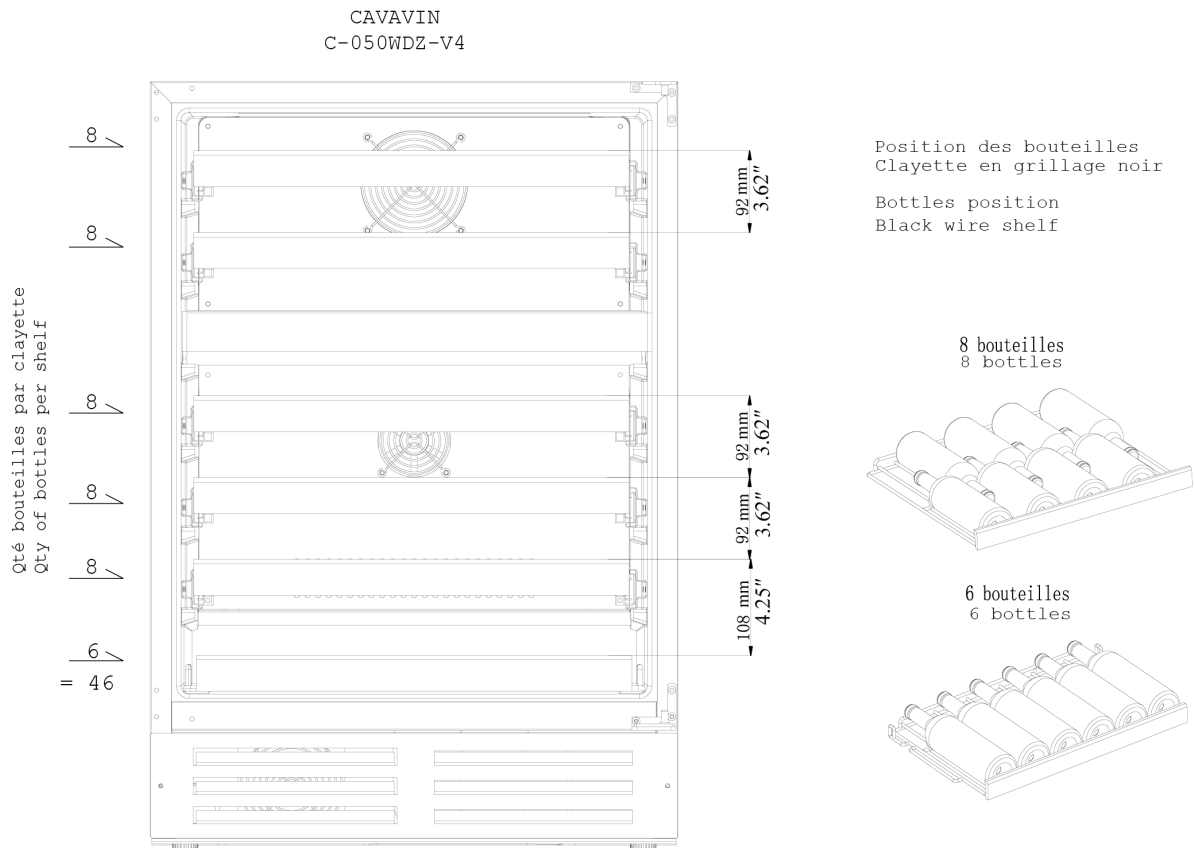 CAVAVIN
C-050WDZ-V4
8
8
8
8
8
6
= 46
Qté bouteilles par clayette
Qty of bottles per shelf
92 mm
3.62"
92 mm
3.62"
92 mm
3.62"
108 mm
4.25"
Position des bouteilles
Clayette en grillage noir
Bottles position
Black wire shelf
8 bouteilles
8 bottles
6 bouteilles
6 bottles